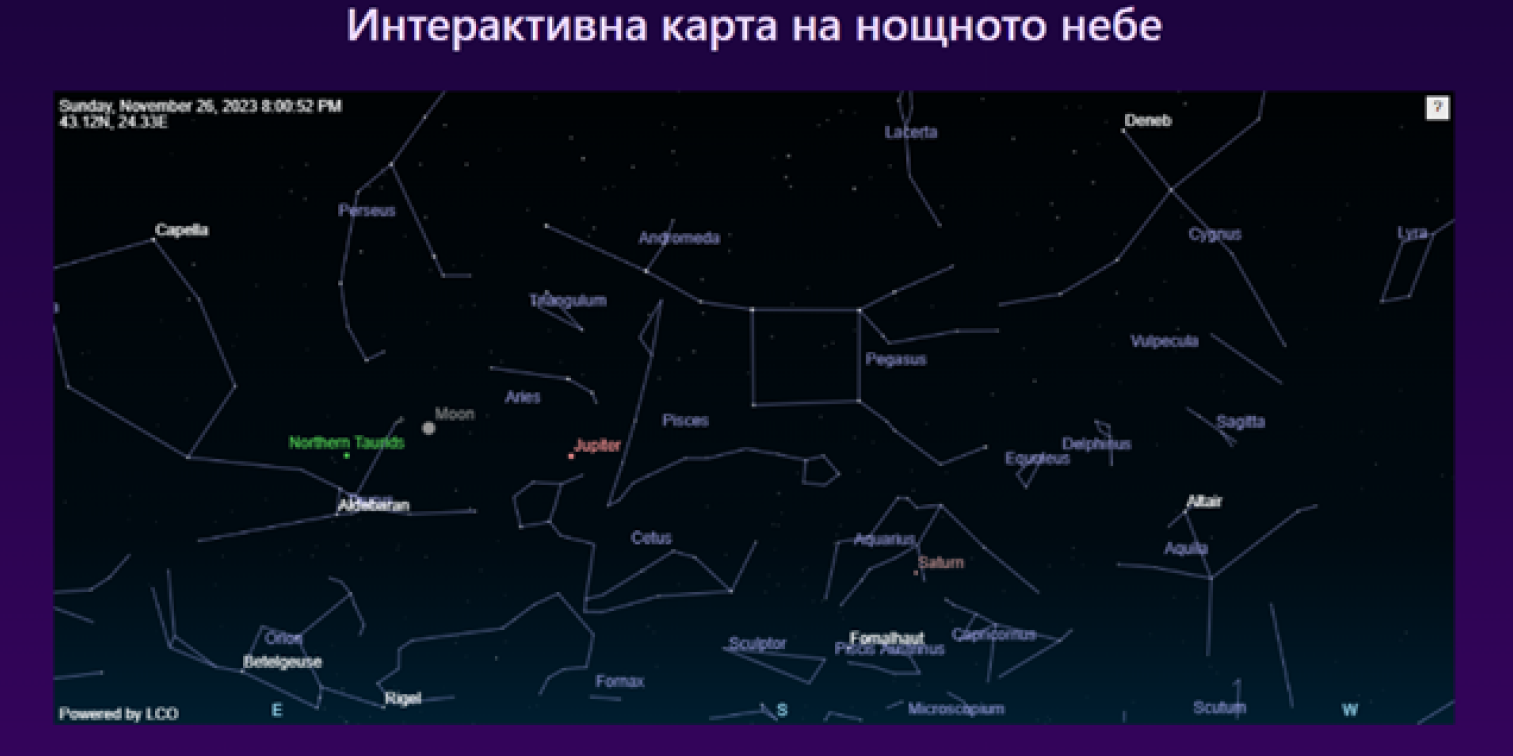 Интерактивна карта на нощното небе
Sunday, November 26, 2023 8:00:52 PM
43.12N, 24.33E
?
Deneb
Lacerta
Perseus
Capella
Andromeda
Cygnus
Lyra
Triangulum
Vulpecula
Pegasus
Aries
Moon
Pisces
Sagitta
Northern Taurids
Jupiter
Delphinus
Equuleus
Taurus
Aldebaran
Altair
Cetus
Aquarius
Aquila
Saturn
Orion
Sculptor
Fomalhaut
Capricornus
Piscis Austrinus
Betelgeuse
Fornax
Rigel
Powered by LCO
E
S
Microscopium
Scutum
W